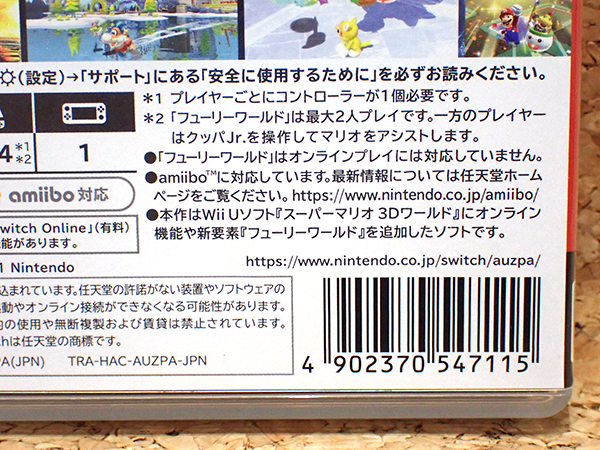 (設定)→「サポート」にある「安全に使用するために」を必ずお読みください。
*1 プレイヤーごとにコントローラーが1個必要です。
*2 「フューリーワールド」は最大2人プレイです。一方のプレイヤー
はクッパJr.を操作してマリオをアシストします。
4 *1
*2
1
●「フューリーワールド」はオンラインプレイには対応していません。
●amiibo™に対応しています。最新情報については任天堂ホーム
ページをご覧ください。https://www.nintendo.co.jp/amiibo/
amiibo 対応
●本作はWii Uソフト『スーパーマリオ 3Dワールド』にオンライン
機能や新要素『フューリーワールド』を追加したソフトです。
witch Online」(有料)
能があります。
1 Nintendo
https://www.nintendo.co.jp/switch/auzpa/
込まれています。任天堂の許諾がない装置やソフトウェアの
動やオンライン接続ができなくなる可能性があります。
的の使用や無断複製および賃貸は禁止されています。
chは任天堂の商標です。
PA(JPN) TRA-HAC-AUZPA-JPN
4 902370 547115